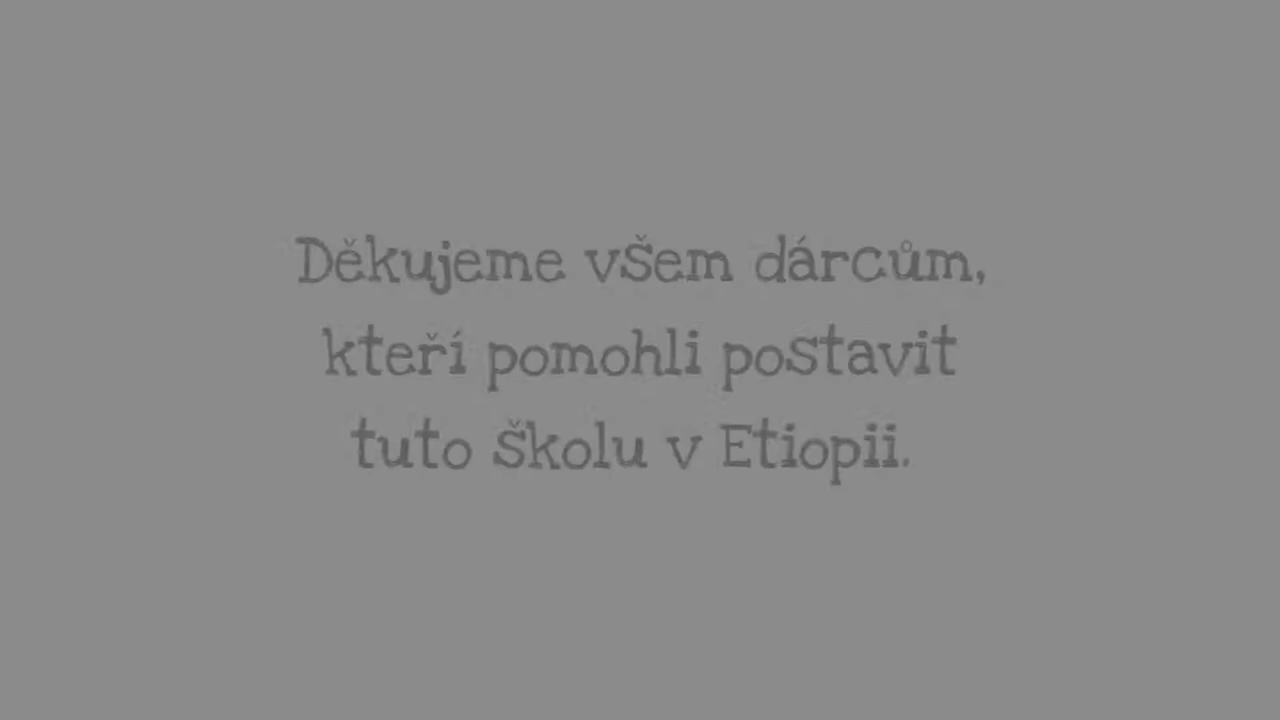 Děkujeme všem dárcům,
kteří pomohli postavit
tuto školu v Etiopii.